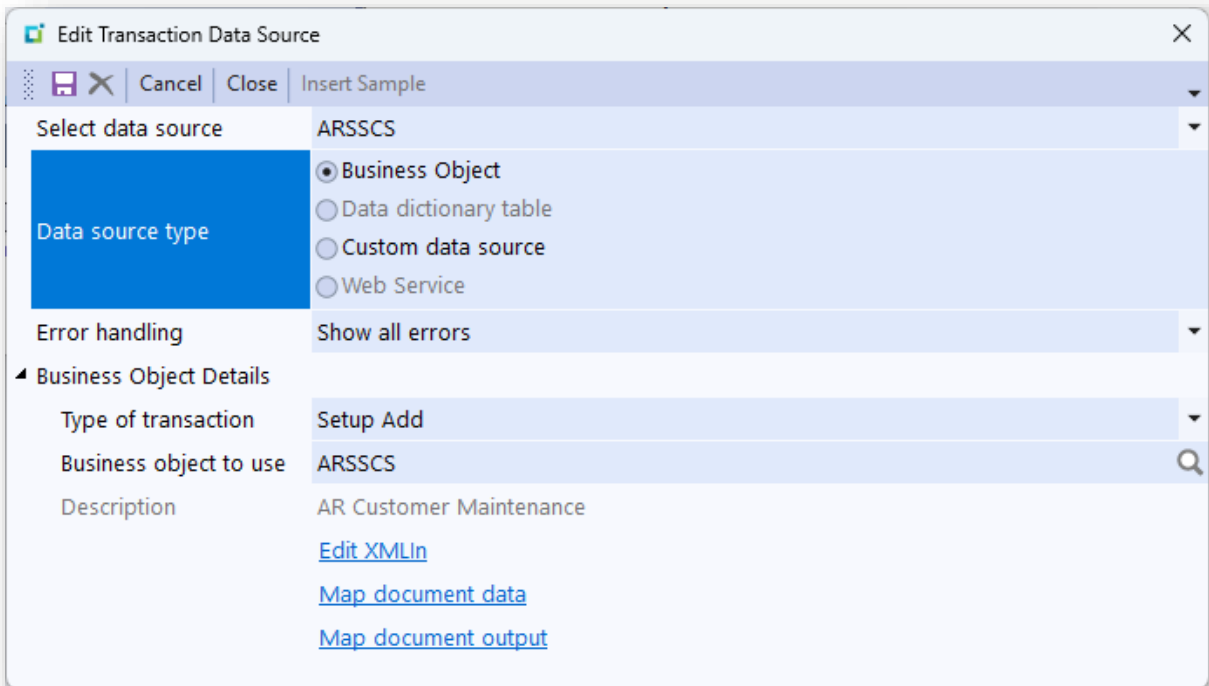 Edit Transaction Data Source
Cancel Close Insert Sample
Select data source ARSSCS
Business Object
Data dictionary table
Data source type
Custom data source
Web Service
Error handling Show all errors
Business Object Details
Type of transaction Setup Add
Business object to use ARSSCS
Description AR Customer Maintenance
Edit XMLIn
Map document data
Map document output